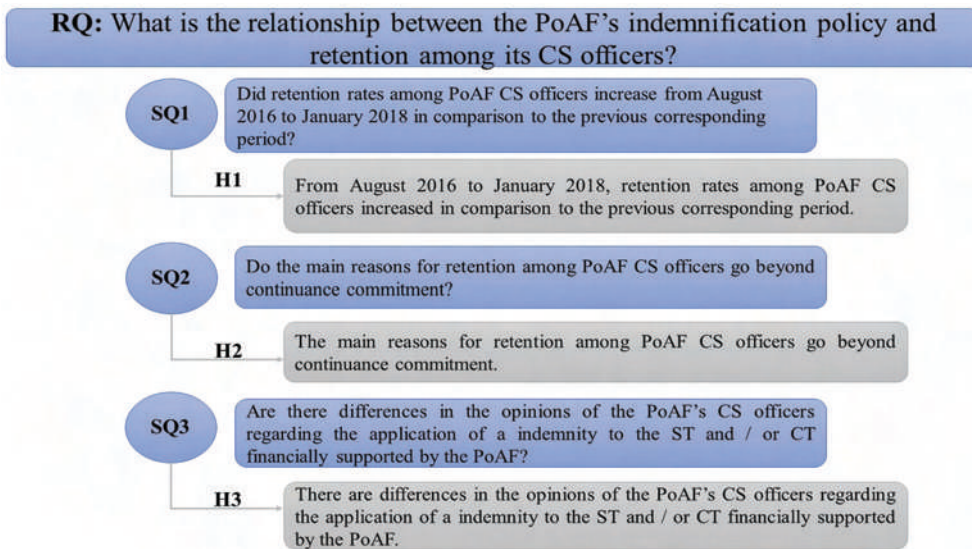 RQ: What is the relationship between the PoAF's indemnification policy and
retention among its CS officers?
SQ1
Did retention rates among PoAF CS officers increase from August
2016 to January 2018 in comparison to the previous corresponding
period?
H1
From August 2016 to January 2018, retention rates among PoAF CS
officers increased in comparison to the previous corresponding period.
SQ2
Do the main reasons for retention among PoAF CS officers go beyond
continuance commitment?
H2
The main reasons for retention among PoAF CS officers go beyond
continuance commitment.
SQ3
Are there differences in the opinions of the PoAF's CS officers
regarding the application of a indemnity to the ST and / or CT
financially supported by the PoAF?
H3
There are differences in the opinions of the PoAF's CS officers regarding
the application of a indemnity to the ST and / or CT financially supported
by the PoAF.